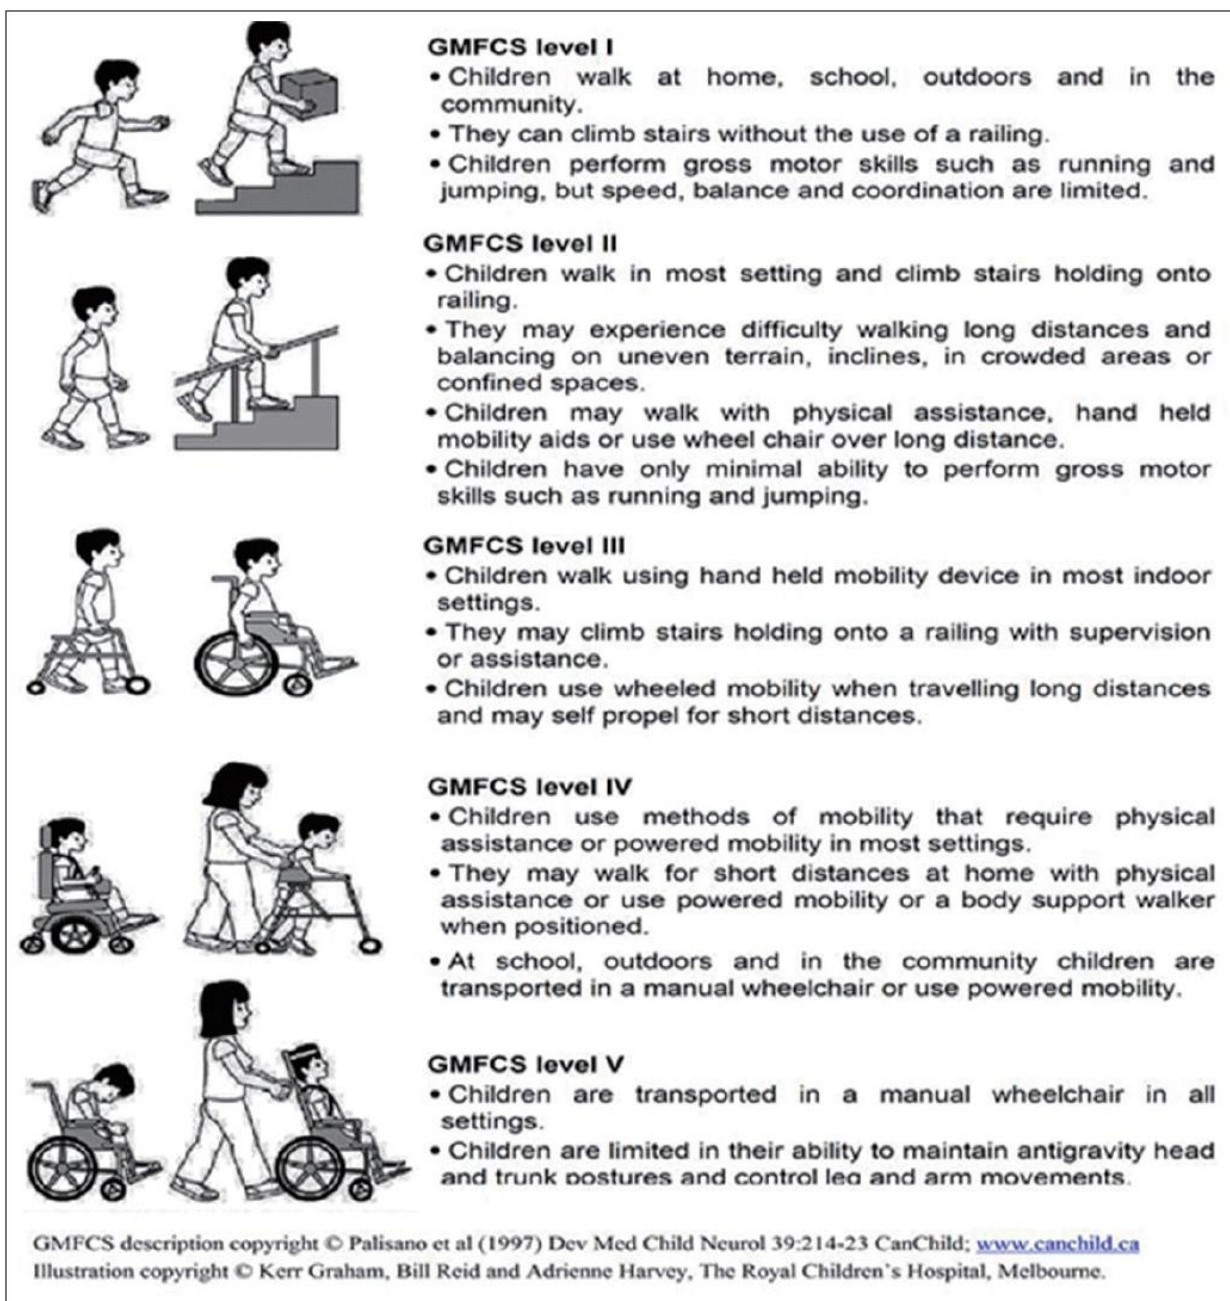 GMFCS level I
• Children walk at home, school, outdoors and in the
community.
• They can climb stairs without the use of a railing.
• Children perform gross motor skills such as running and
jumping, but speed, balance and coordination are limited.
GMFCS level II
• Children walk in most setting and climb stairs holding onto
railing.
• They may experience difficulty walking long distances and
balancing on uneven terrain, inclines, in crowded areas or
confined spaces.
• Children may walk with physical assistance, hand held
mobility aids or use wheel chair over long distance.
• Children have only minimal ability to perform gross motor
skills such as running and jumping.
GMFCS level III
• Children walk using hand held mobility device in most indoor
settings.
• They may climb stairs holding onto a railing with supervision
or assistance.
• Children use wheeled mobility when travelling long distances
and may self propel for short distances.
GMFCS level IV
• Children use methods of mobility that require physical
assistance or powered mobility in most settings.
• They may walk for short distances at home with physical
assistance or use powered mobility or a body support walker
when positioned.
• At school, outdoors and in the community children are
transported in a manual wheelchair or use powered mobility.
GMFCS level V
• Children are transported in a manual wheelchair in all
settings.
• Children are limited in their ability to maintain antigravity head
and trunk postures and control leg and arm movements.
GMFCS description copyright © Palisano et al (1997) Dev Med Child Neurol 39:214-23 CanChild; www.canchild.ca
Illustration copyright © Kerr Graham, Bill Reid and Adrienne Harvey, The Royal Children's Hospital, Melbourne.